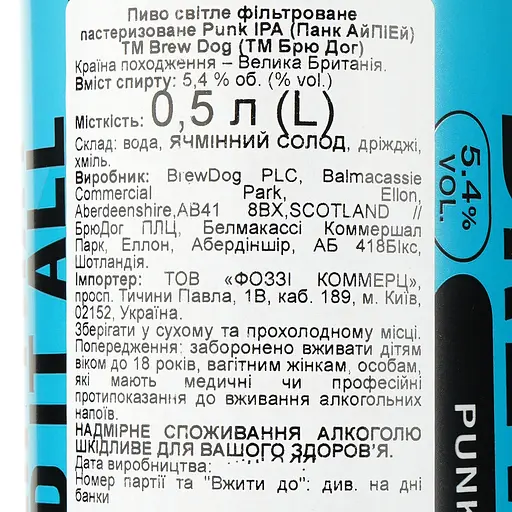 Пиво світле фільтроване
пастеризоване Punk IPA (Панк АйПіЕй)
ТМ Brew Dog (ТМ Брю Дог)
Країна походження – Велика Британія.
Вміст спирту: 5,4 % об. (% vol.)
Місткість: 0,5 л (L)
Склад: вода, ЯЧМІННИЙ СОЛОД, дріжджі,
хміль.
Виробник: BrewDog PLC, Balmacassie
Commercial Park, Ellon,
Aberdeenshire,AB41 8BX,SCOTLAND //
БрюДог ПЛЦ, Белмакассі Коммершал
Парк, Еллон, Абердіншір, АБ 418Бікс,
Шотландія.
Імпортер: ТОВ «ФОЗЗІ КОММЕРЦ»,
просп. Тичини Павла, 1В, каб. 189, м. Київ,
02152, Україна.
Зберігати у сухому та прохолодному місці.
Попередження: заборонено вживати дітям
віком до 18 років, вагітним жінкам, особам,
які мають медичні чи професійні
протипоказання до вживання алкогольних
напоїв.
НАДМІРНЕ СПОЖИВАННЯ АЛКОГОЛЮ
ШКІДЛИВЕ ДЛЯ ВАШОГО ЗДОРОВ'Я.
Дата виробництва:
Номер партії та "Вжити до": див. на дні
банки
5.4%
VOL.
PUNK
IT ALL